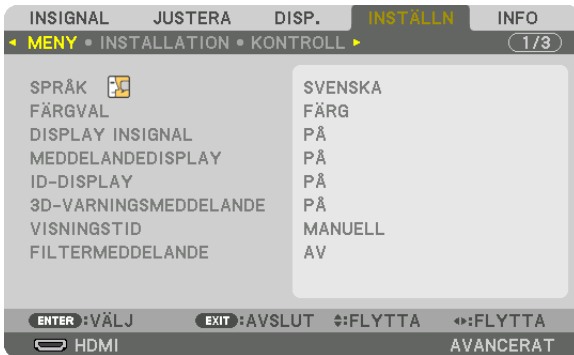 INSIGNAL JUSTERA DISP. INSTÄLLN INFO
MENY • INSTALLATION • KONTROLL 1/3
SPRÅK SVENSKA
FÄRGVAL FÄRG
DISPLAY INSIGNAL PÅ
MEDDELANDEDISPLAY PÅ
ID-DISPLAY PÅ
3D-VARNINGSMEDDELANDE PÅ
VISNINGSTID MANUELL
FILTERMEDDELANDE AV
ENTER :VÄLJ EXIT :AVSLUT :FLYTTA :FLYTTA
HDMI AVANCERAT